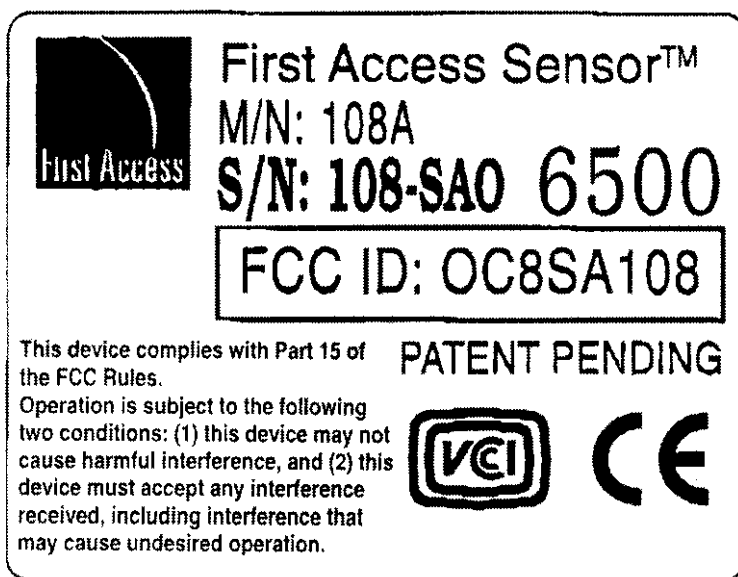 First Access
First Access Sensor™
M/N: 108A
S/N: 108-SAO 6500
FCC ID: OC8SA108
This device complies with Part 15 of
the FCC Rules.
Operation is subject to the following
two conditions: (1) this device may not
cause harmful interference, and (2) this
device must accept any interference
received, including interference that
may cause undesired operation.
PATENT PENDING
VCI
CE